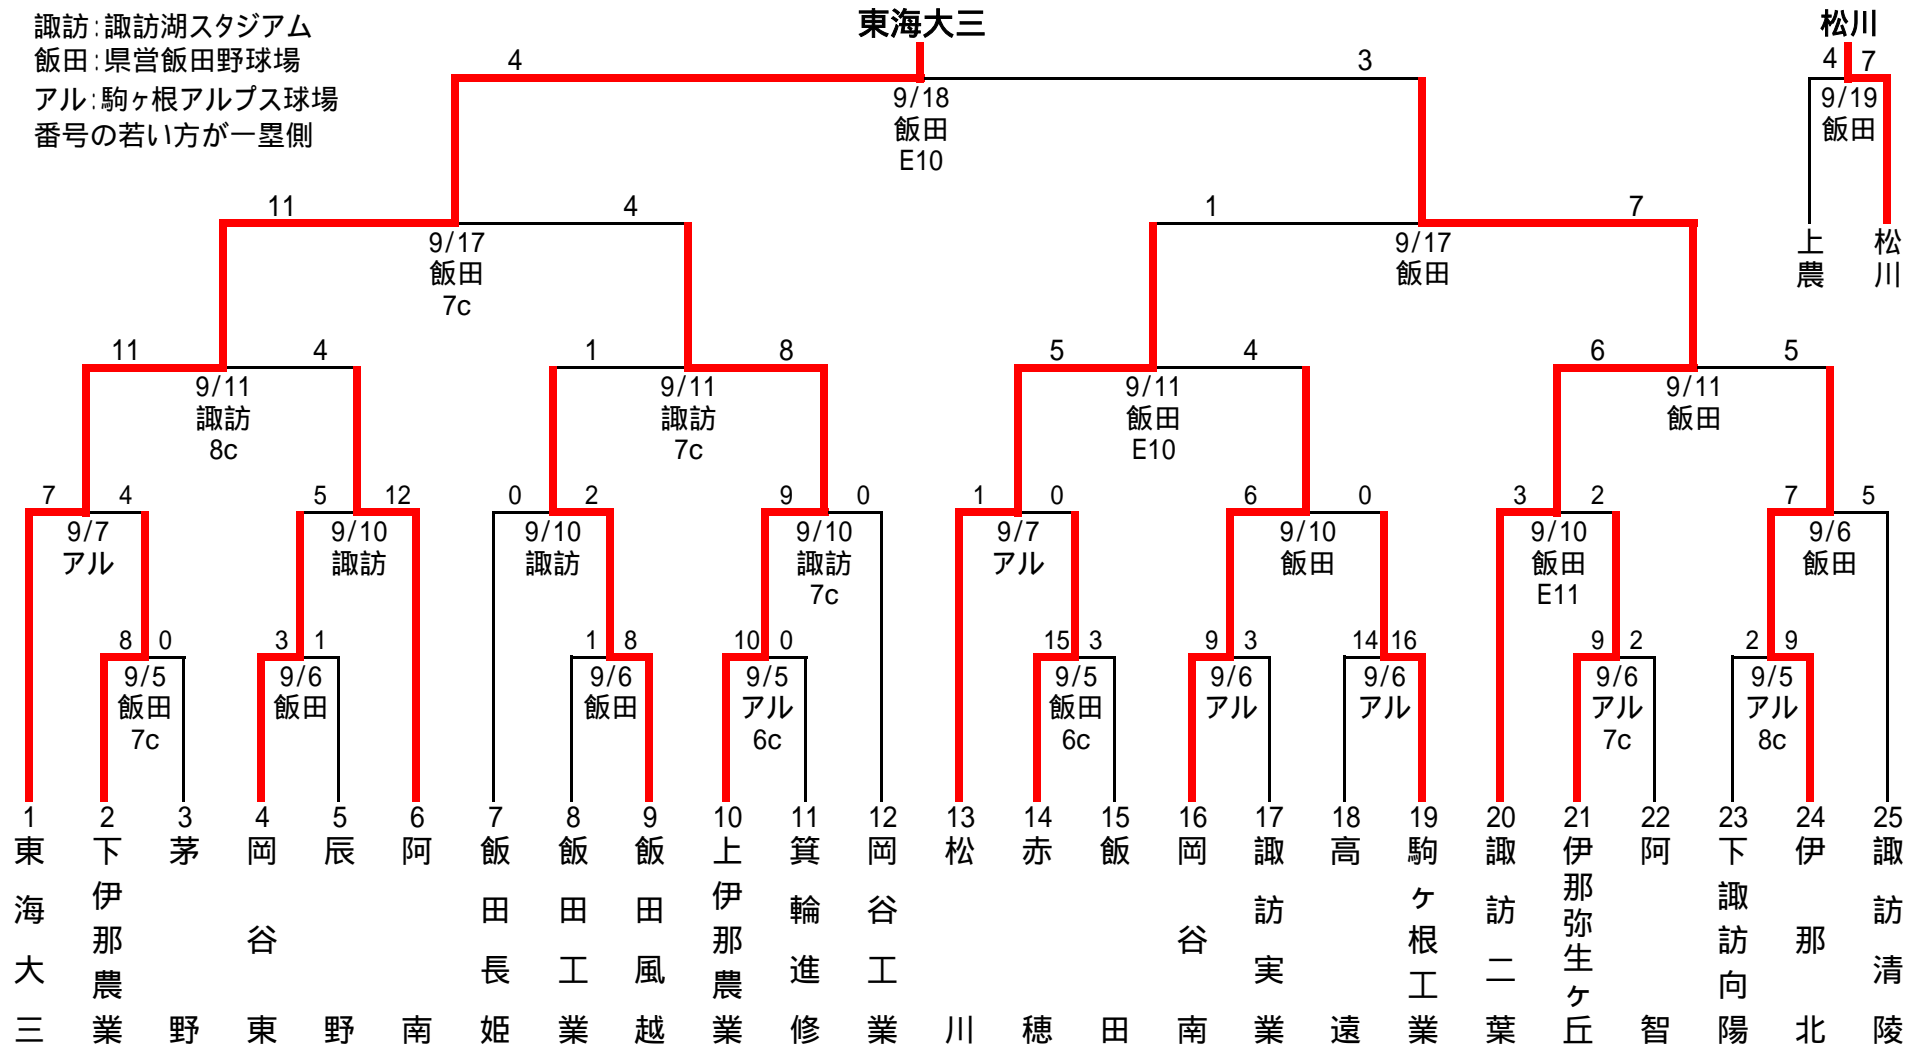 諏訪：諏訪湖スタジアム
飯田：県営飯田野球場
アル：駒ヶ根アルプス球場
番号の若い方が一塁側
東海大三
4 3
9/18
飯田
E10
松川
4 7
9/19
飯田
上農 松川
11 4
9/17
飯田
7c
1 7
9/17
飯田
11 4
9/11
諏訪
8c
1 8
9/11
諏訪
7c
5 4
9/11
飯田
E10
6 5
9/11
飯田
7 4
9/7
アル
5 12
9/10
諏訪
0 2
9/10
諏訪
9 0
9/10
諏訪
7c
1 0
9/7
アル
6 0
9/10
飯田
3 2
9/10
飯田
E11
7 5
9/6
飯田
8 0
9/5
飯田
7c
3 1
9/6
飯田
1 8
9/6
飯田
10 0
9/5
アル
6c
15 3
9/5
飯田
6c
9 3
9/6
アル
14 16
9/6
アル
9 2
9/6
アル
7c
2 9
9/5
アル
8c
1 東海大三
2 下伊那農業
3 茅野
4 岡谷東
5 辰野
6 阿南
7 飯田長姫
8 飯田工業
9 飯田風越
10 上伊那農業
11 箕輪進修
12 岡谷工業
13 松川
14 赤穂
15 飯田
16 岡谷南
17 諏訪実業
18 高遠
19 駒ヶ根工業
20 諏訪二葉
21 伊那弥生ヶ丘
22 阿智
23 下諏訪向陽
24 伊那北
25 諏訪清陵